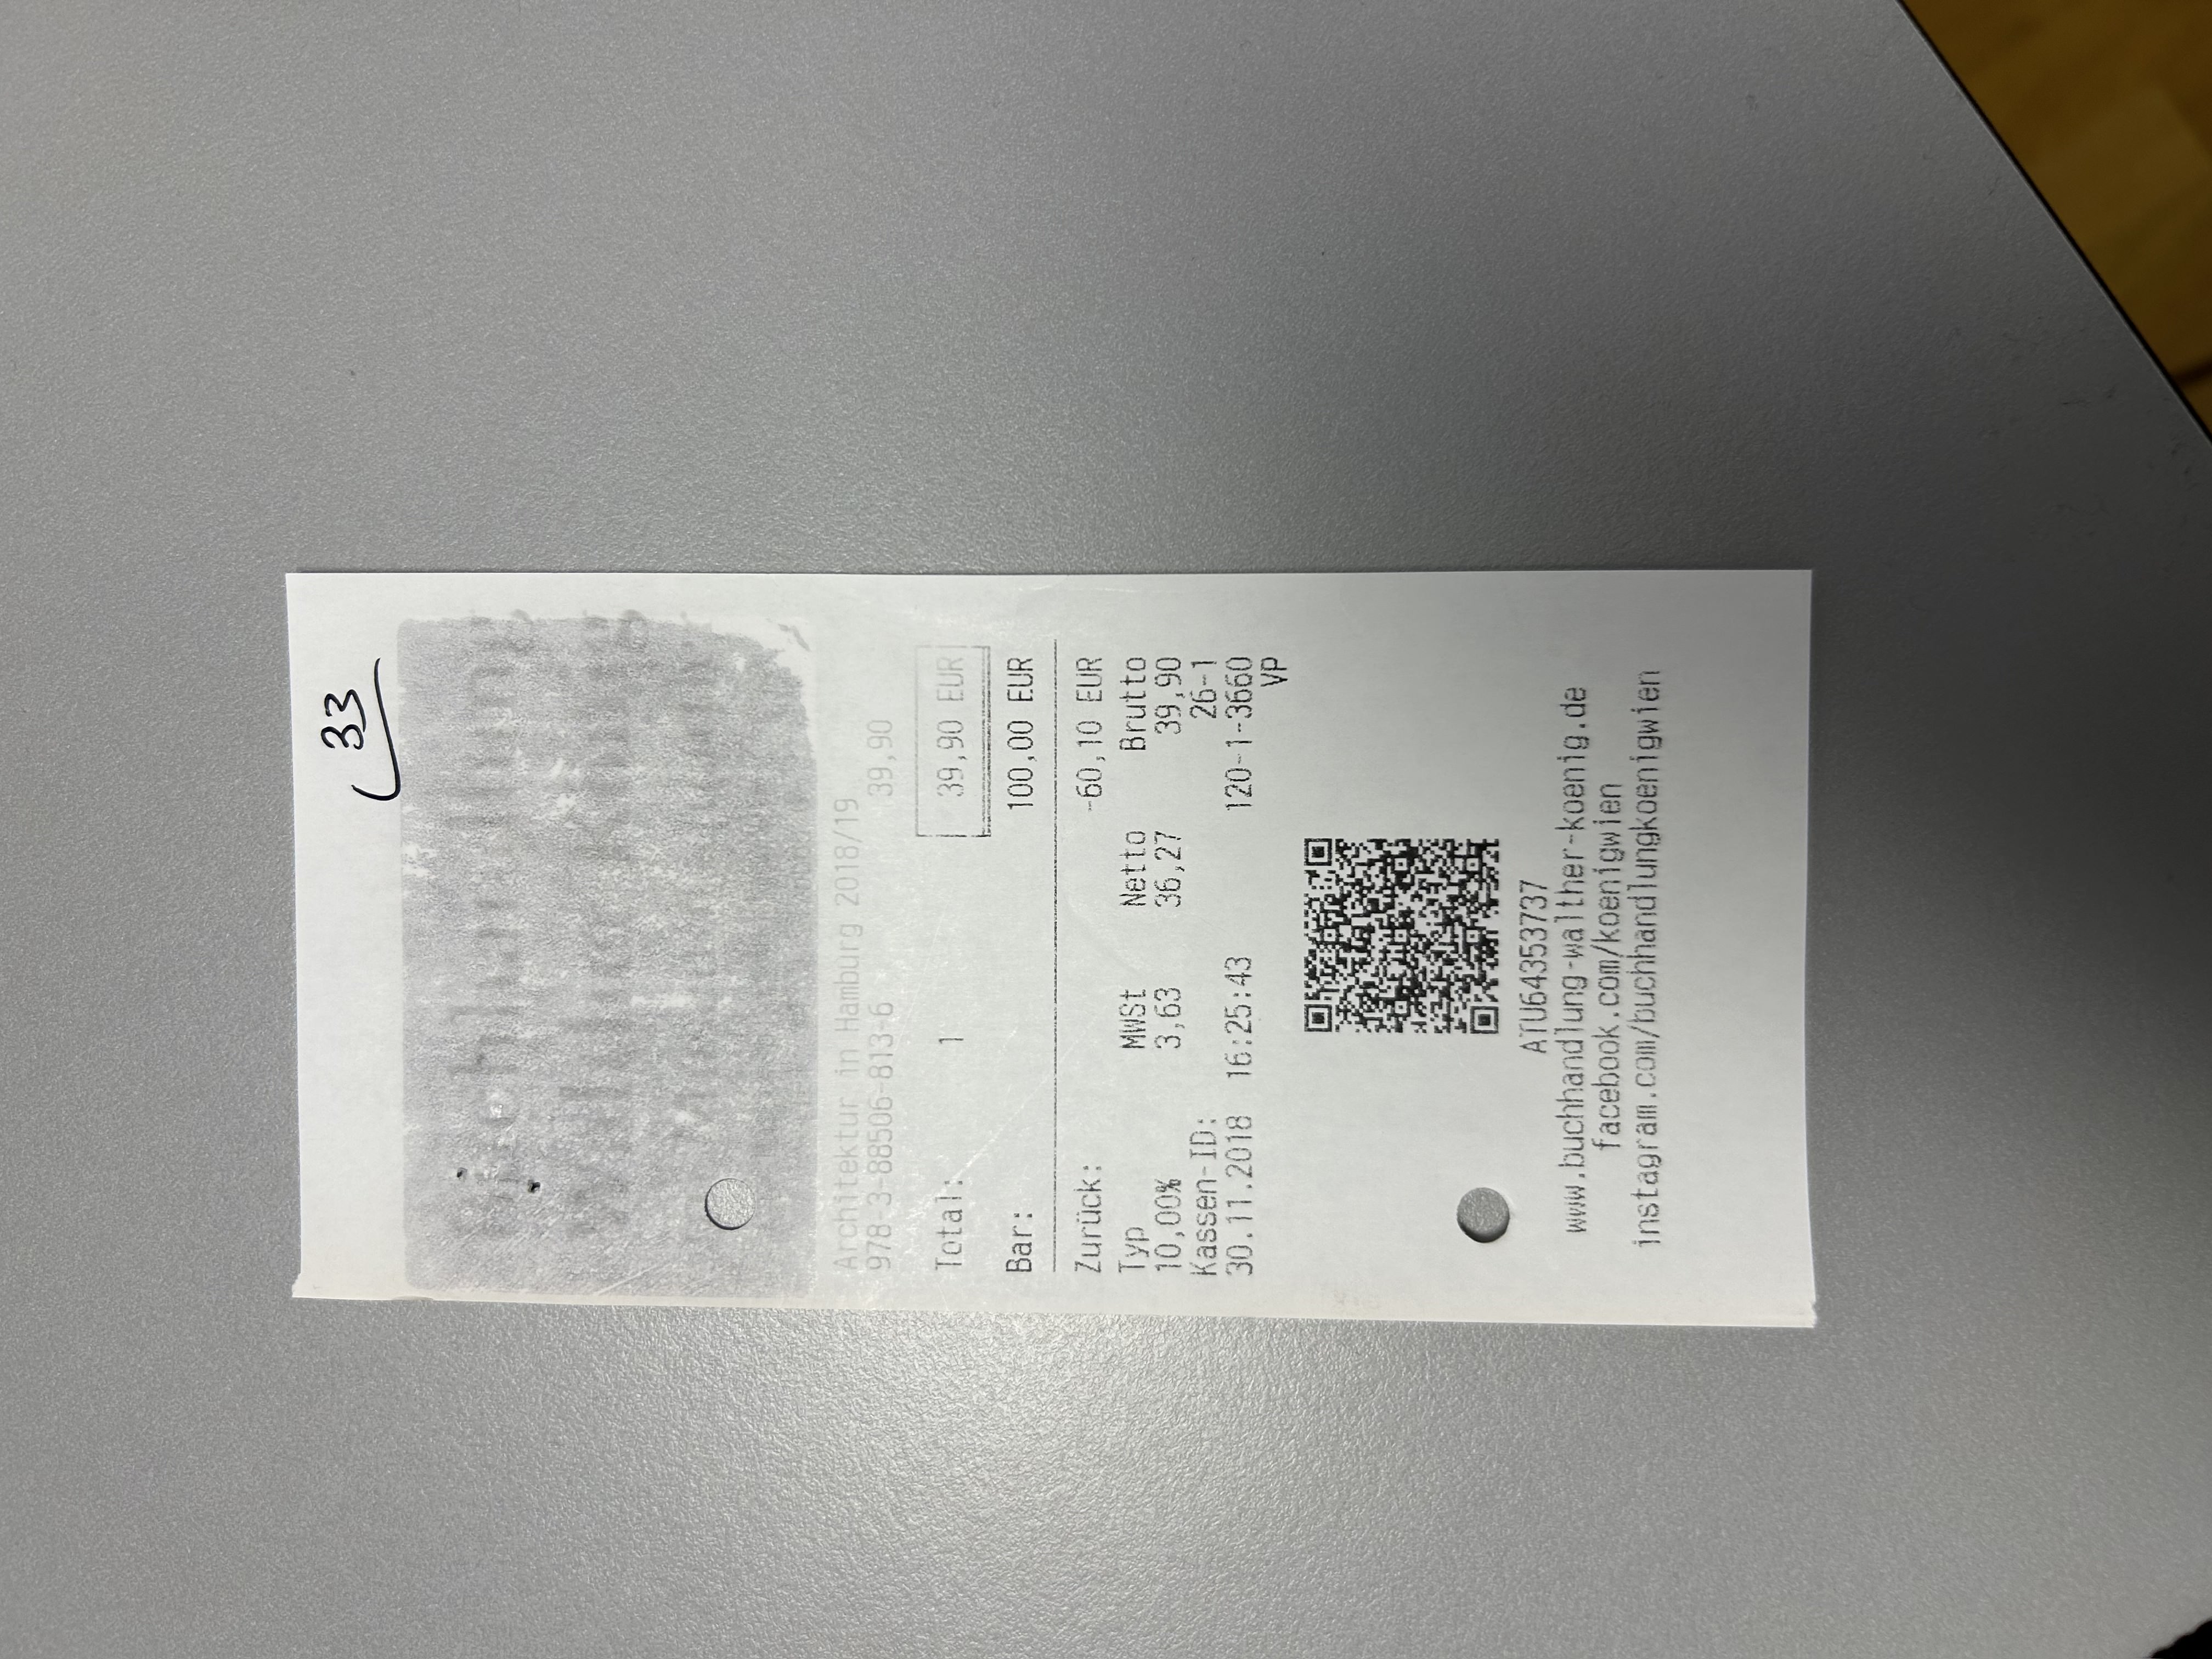 33
Buchhandlung
Walther König
Architektur in Hamburg 2018/19
978-3-88506-813-6 39,90
Total: 1 39,90 EUR
Bar: 100,00 EUR
Zurück: -60,10 EUR
Typ MWSt Netto Brutto
10,00% 3,63 36,27 39,90
Kassen-ID: 26-1
30.11.2018 16:25:43 120-1-3660
VP
ATU64353737
www.buchhandlung-walther-koenig.de
facebook.com/koenigwien
instagram.com/buchhandlungkoenigwien